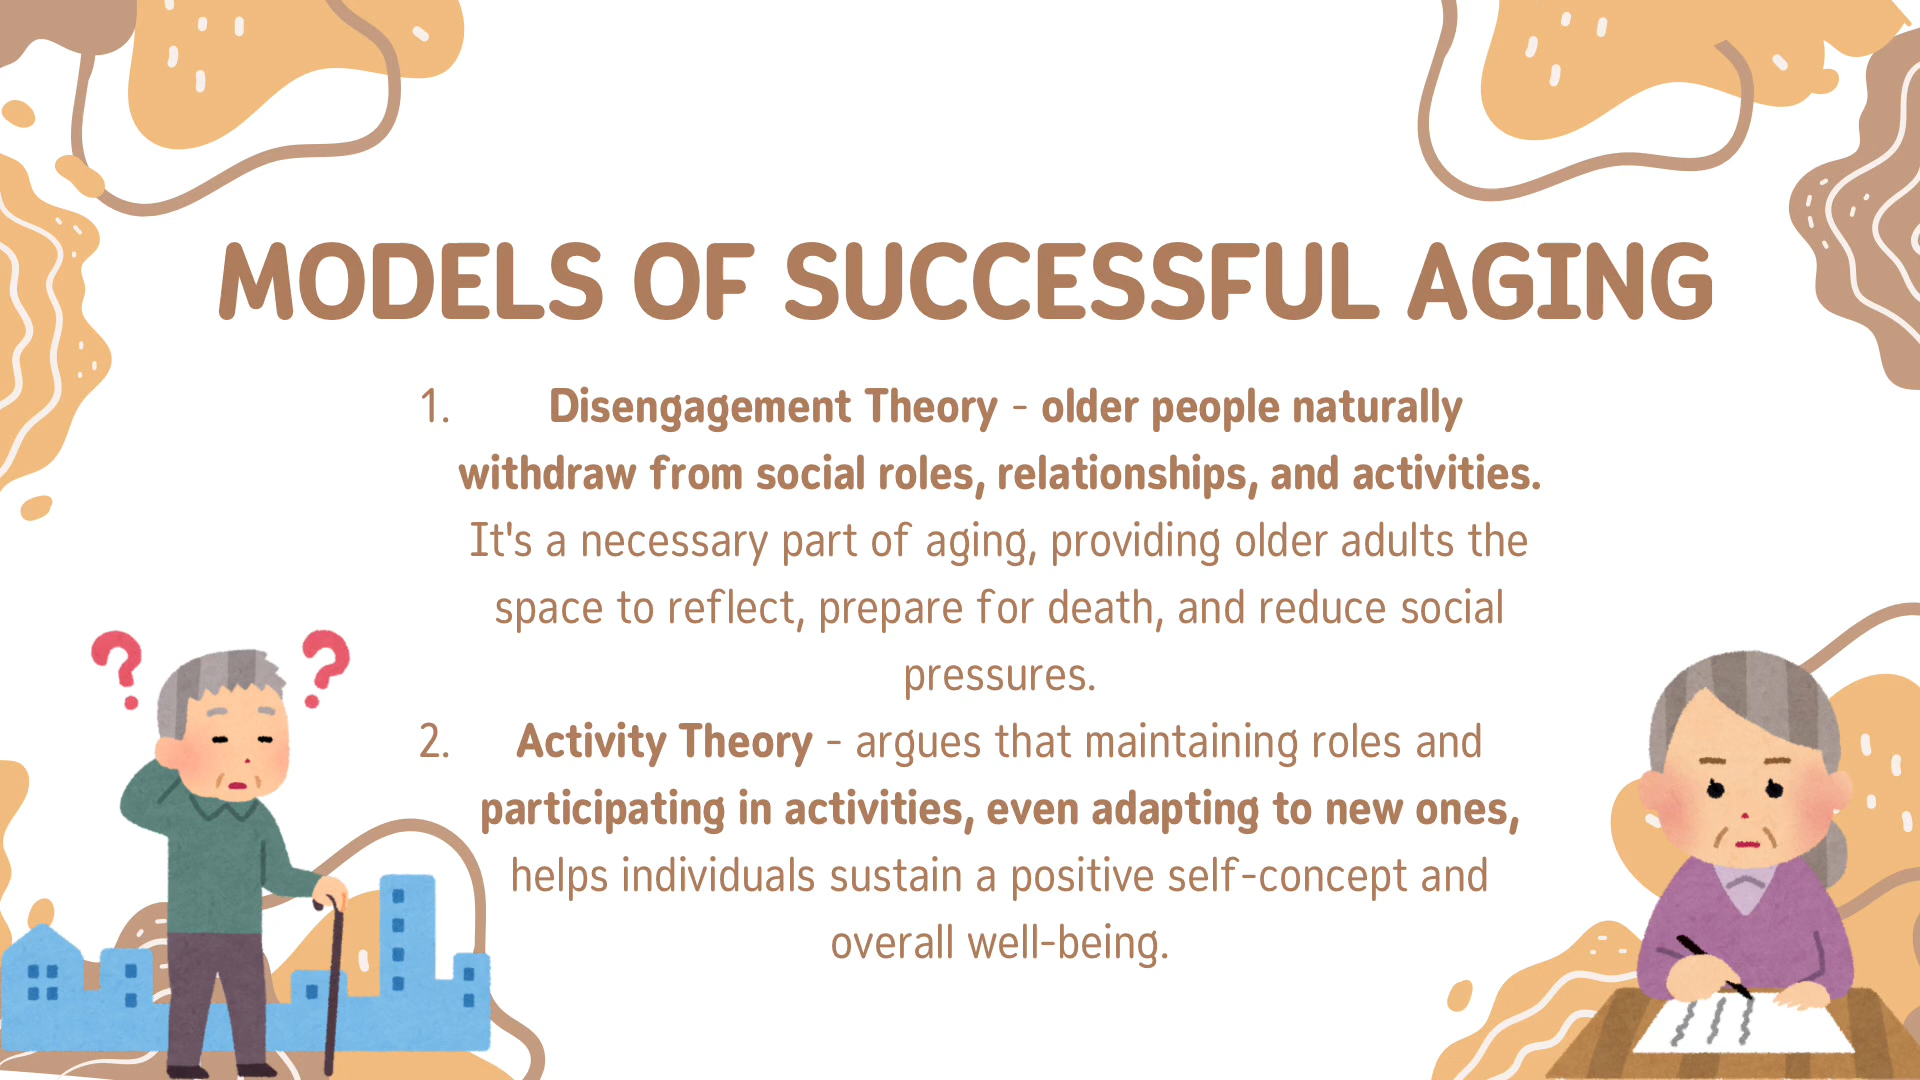 MODELS OF SUCCESSFUL AGING
1. Disengagement Theory - older people naturally
withdraw from social roles, relationships, and activities.
It's a necessary part of aging, providing older adults the
space to reflect, prepare for death, and reduce social
pressures.
2. Activity Theory - argues that maintaining roles and
participating in activities, even adapting to new ones,
helps individuals sustain a positive self-concept and
overall well-being.
? ?